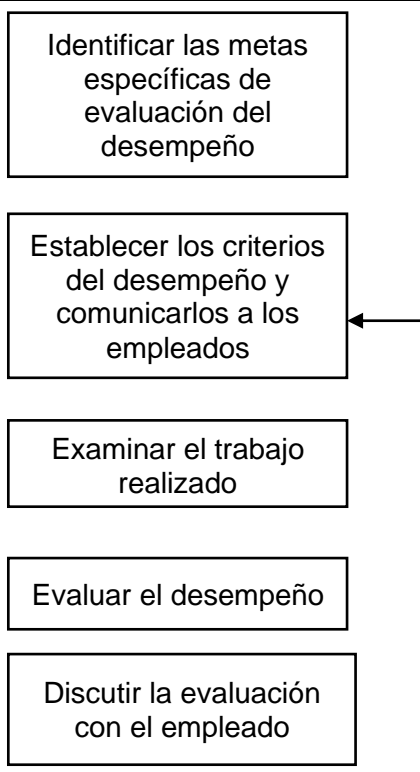 Identificar las metas
específicas de
evaluación del
desempeño
Establecer los criterios
del desempeño y
comunicarlos a los
empleados
Examinar el trabajo
realizado
Evaluar el desempeño
Discutir la evaluación
con el empleado